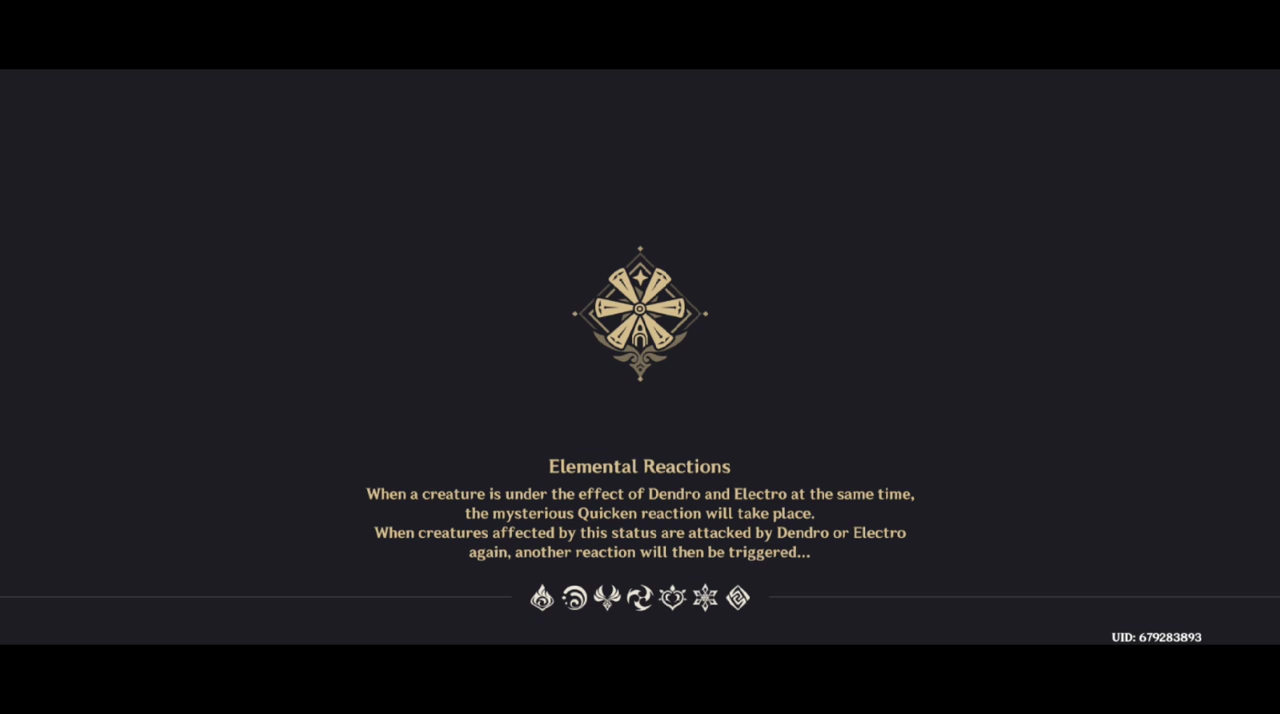 Elemental Reactions
When a creature is under the effect of Dendro and Electro at the same time,
the mysterious Quicken reaction will take place.
When creatures affected by this status are attacked by Dendro or Electro
again, another reaction will then be triggered...
UID: 679283893